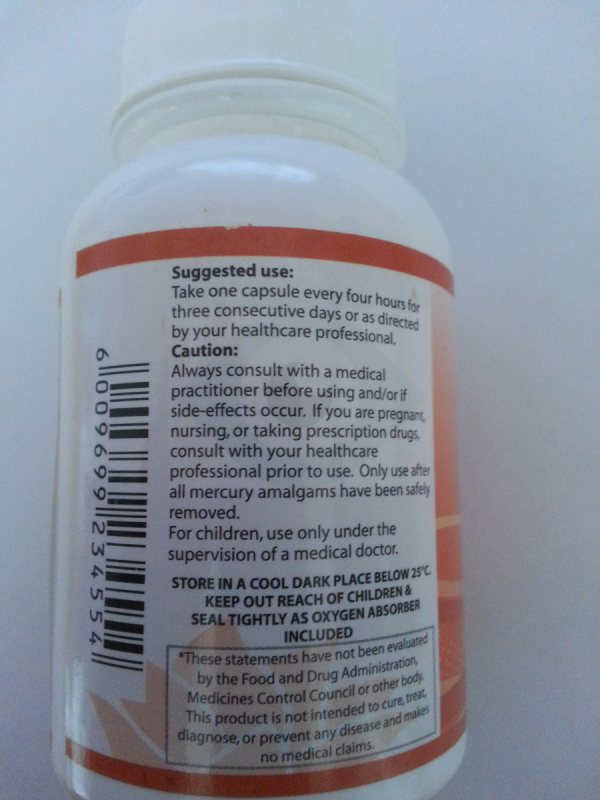 Suggested use:
Take one capsule every four hours for
three consecutive days or as directed
by your healthcare professional.
Caution:
Always consult with a medical
practitioner before using and/or if
side-effects occur. If you are pregnant,
nursing, or taking prescription drugs,
consult with your healthcare
professional prior to use. Only use after
all mercury amalgams have been safely
removed.
For children, use only under the
supervision of a medical doctor.
STORE IN A COOL DARK PLACE BELOW 25°C.
KEEP OUT REACH OF CHILDREN &
SEAL TIGHTLY AS OXYGEN ABSORBER
INCLUDED
*These statements have not been evaluated
by the Food and Drug Administration,
Medicines Control Council or other body.
This product is not intended to cure, treat,
diagnose, or prevent any disease and makes
no medical claims.
6 009699 234554